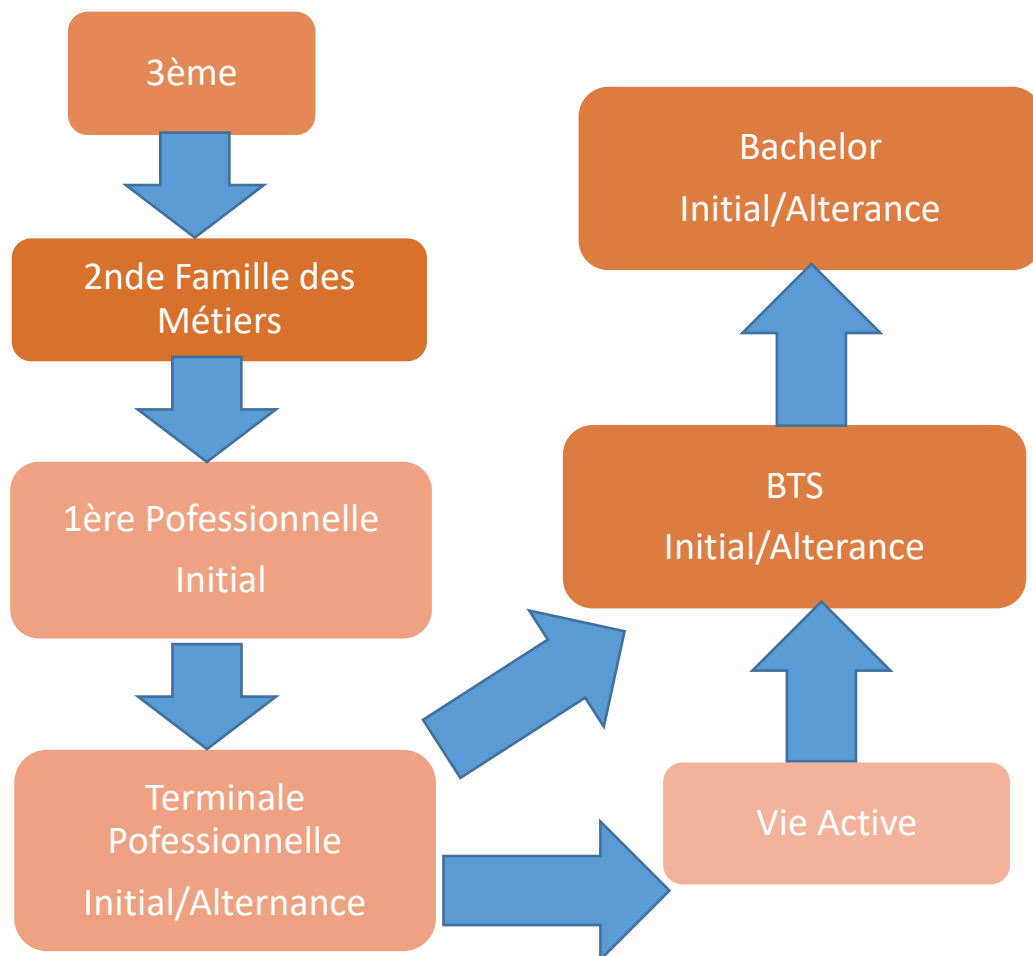 3ème
2nde Famille des
Métiers
1ère Pofessionnelle
Initial
Terminale
Pofessionnelle
Initial/Alternance
Bachelor
Initial/Alterance
BTS
Initial/Alterance
Vie Active